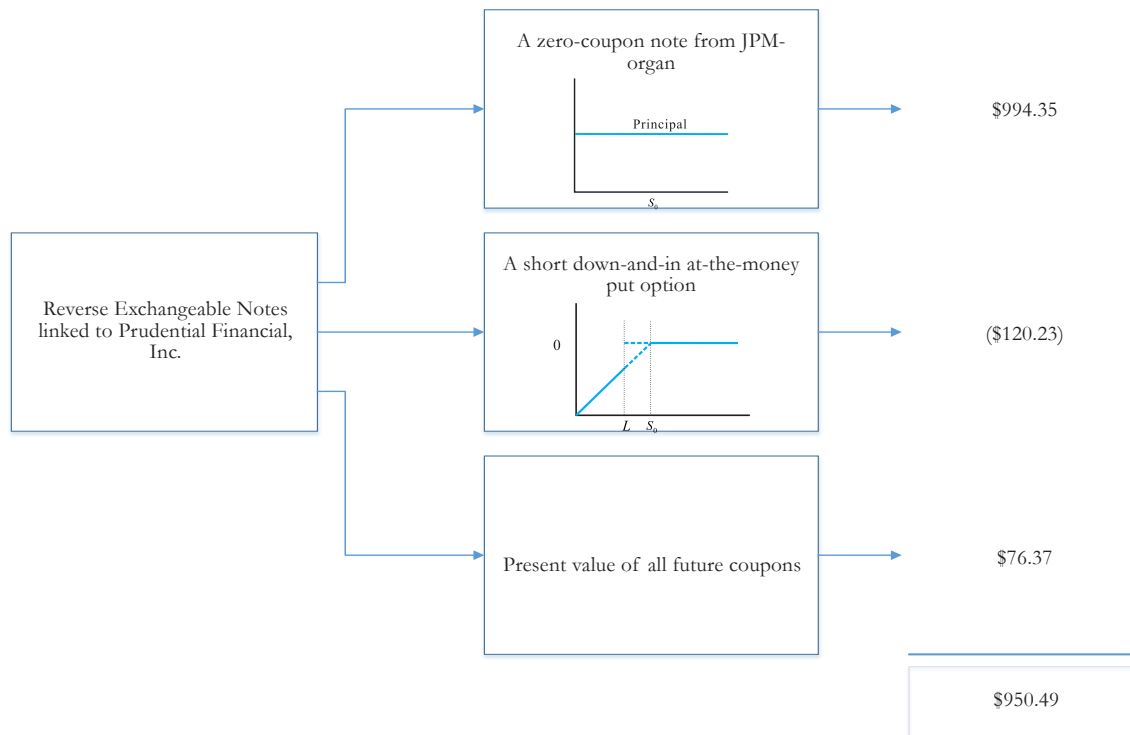 A zero-coupon note from JPM-
organ
Principal
S₀
$994.35
Reverse Exchangeable Notes
linked to Prudential Financial,
Inc.
A short down-and-in at-the-money
put option
0
L S₀
($120.23)
Present value of all future coupons
$76.37
$950.49